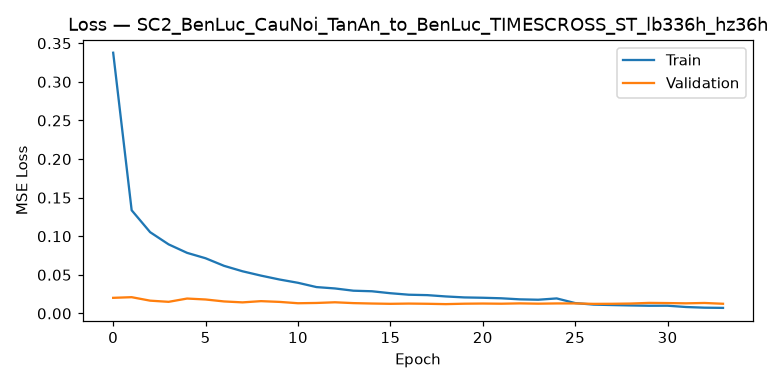 Loss — SC2_BenLuc_CauNoi_TanAn_to_BenLuc_TIMESCROSS_ST_lb336h_hz36h
MSE Loss
0.35
0.30
0.25
0.20
0.15
0.10
0.05
0.00
Train
Validation
0 5 10 15 20 25 30
Epoch